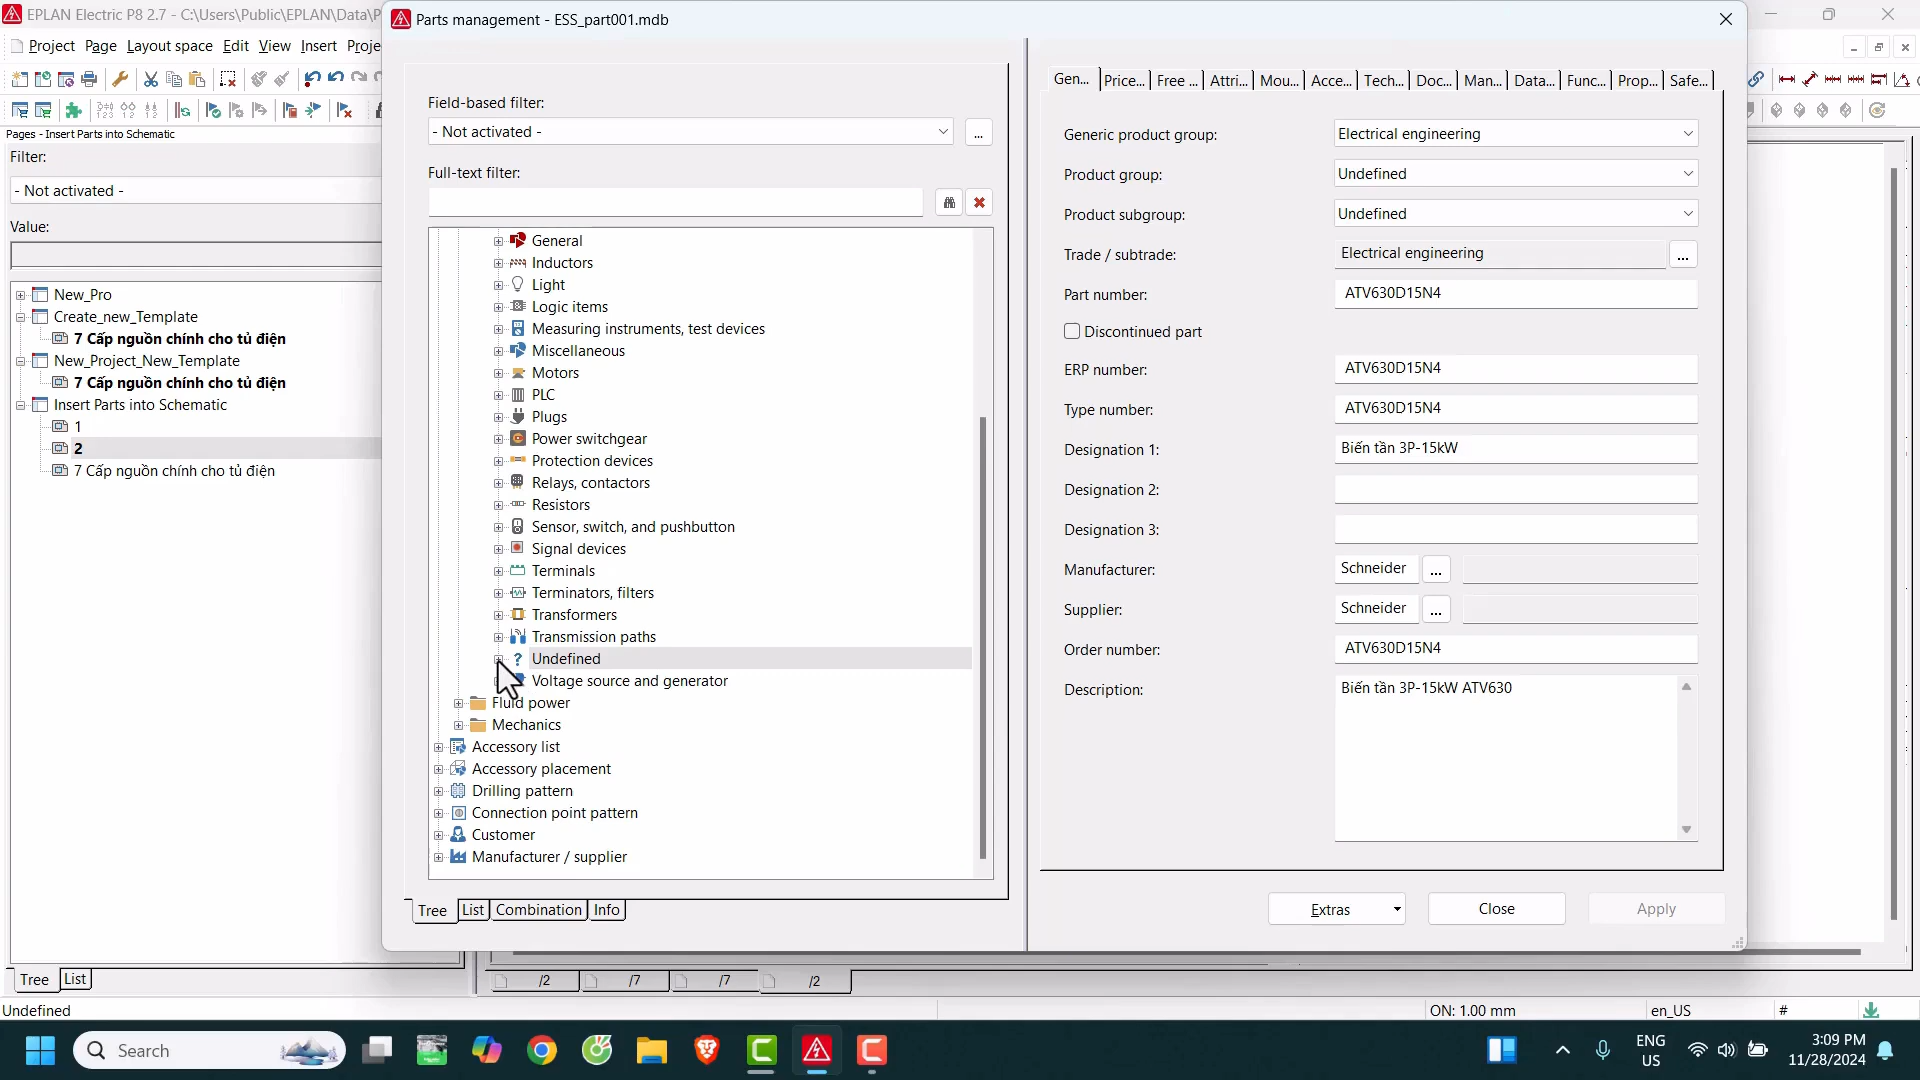 EPLAN Electric P8 2.7 - C:\Users\Public\EPLAN\Data\P
Parts management - ESS_part001.mdb
Project Page Layout space Edit View Insert Proje
Pages - Insert Parts into Schematic
Filter:
- Not activated -
Value:
New_Pro
Create_new_Template
7 Cấp nguồn chính cho tủ điện
New_Project_New_Template
7 Cấp nguồn chính cho tủ điện
Insert Parts into Schematic
1
2
7 Cấp nguồn chính cho tủ điện
Tree List
Field-based filter:
- Not activated -
...
Full-text filter:
General
Inductors
Light
Logic items
Measuring instruments, test devices
Miscellaneous
Motors
PLC
Plugs
Power switchgear
Protection devices
Relays, contactors
Resistors
Sensor, switch, and pushbutton
Signal devices
Terminals
Terminators, filters
Transformers
Transmission paths
? Undefined
Voltage source and generator
Fluid power
Mechanics
Accessory list
Accessory placement
Drilling pattern
Connection point pattern
Customer
Manufacturer / supplier
Tree List Combination Info
Gen... Price... Free ... Attri... Mou... Acce... Tech... Doc... Man... Data... Func... Prop... Safe...
Generic product group: Electrical engineering
Product group: Undefined
Product subgroup: Undefined
Trade / subtrade: Electrical engineering ...
Part number: ATV630D15N4
Discontinued part
ERP number: ATV630D15N4
Type number: ATV630D15N4
Designation 1: Biến tần 3P-15kW
Designation 2:
Designation 3:
Manufacturer: Schneider ...
Supplier: Schneider ...
Order number: ATV630D15N4
Description: Biến tần 3P-15kW ATV630
Extras Close Apply
/2 /7 /7 /2
Undefined ON: 1.00 mm en_US #
Search
ENG
US
3:09 PM
11/28/2024